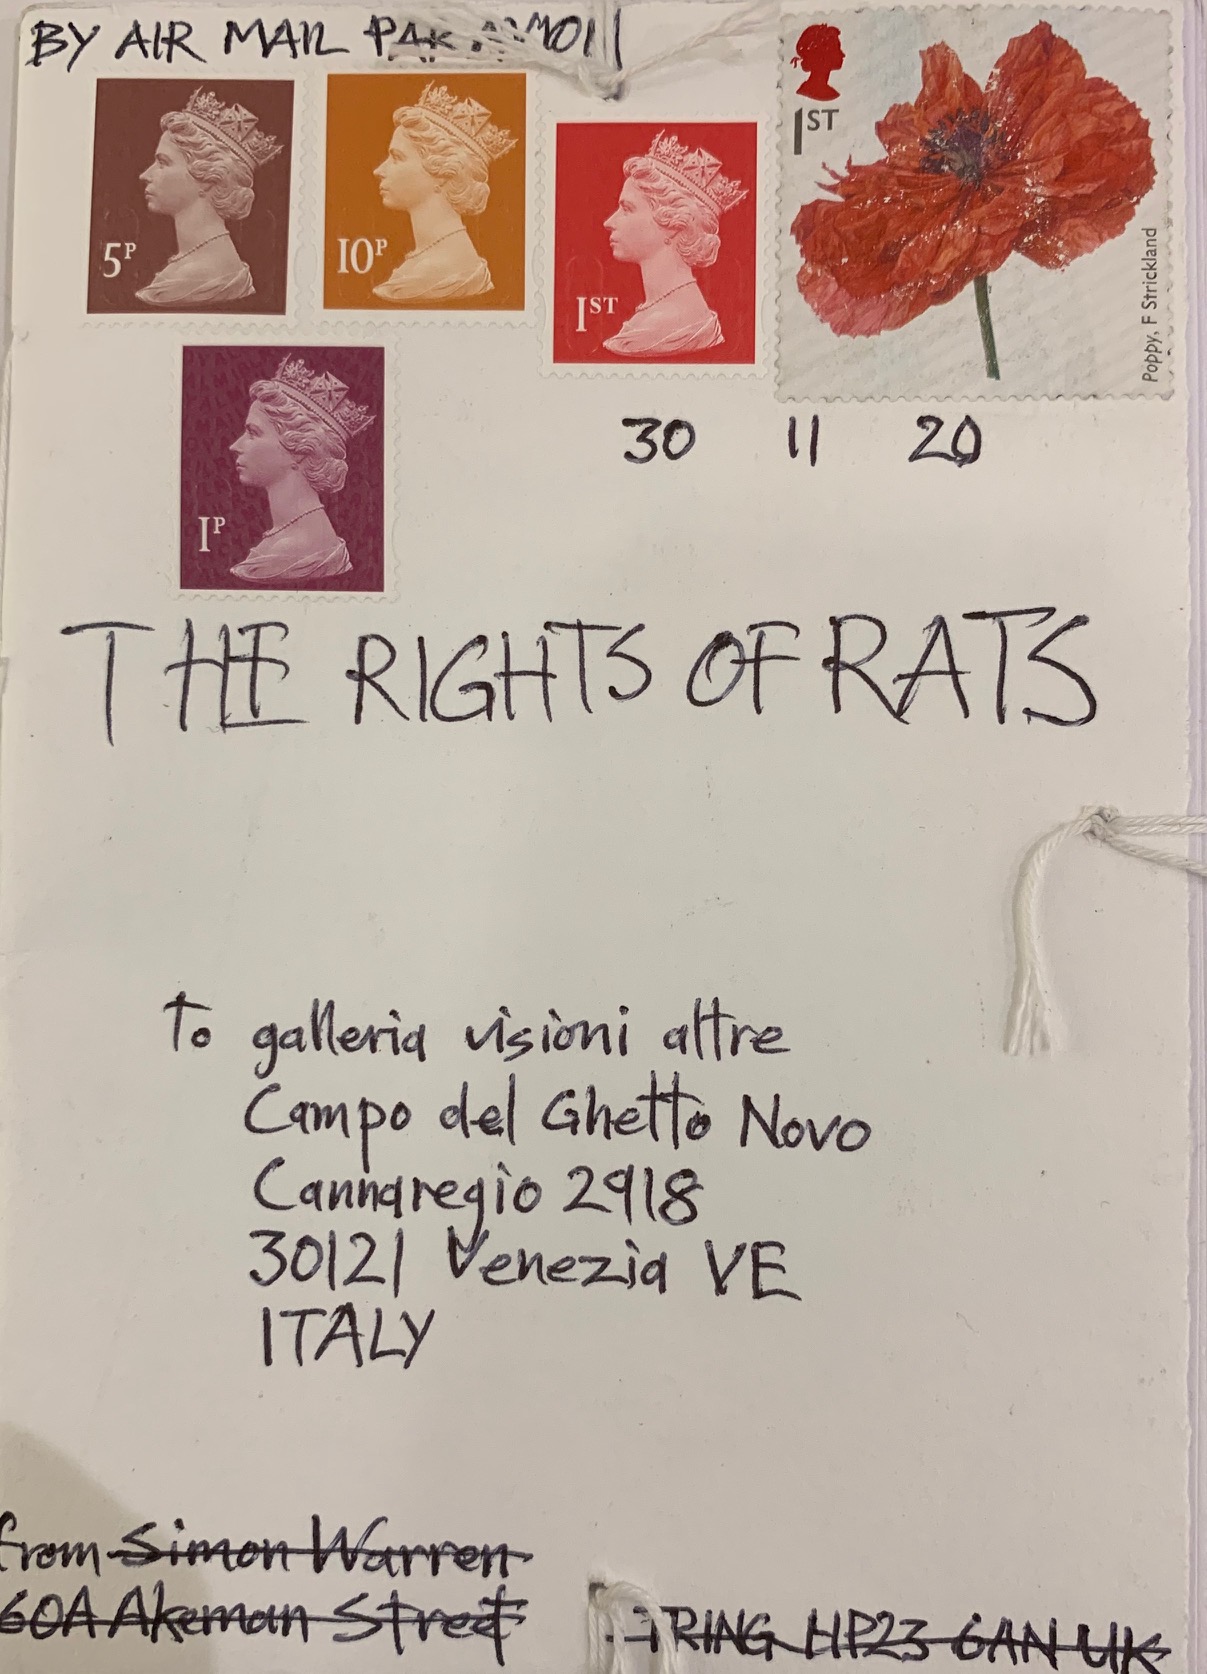 BY AIR MAIL PAR AVION
1ST
5P
10P
1ST
Poppy, F Strickland
1P
30 11 20
THE RIGHTS OF RATS
To galleria visioni altre
Campo del Ghetto Novo
Cannaregio 2918
30121 Venezia VE
ITALY
from Simon Warren
60A Akeman Street
TRING HP23 6AN UK